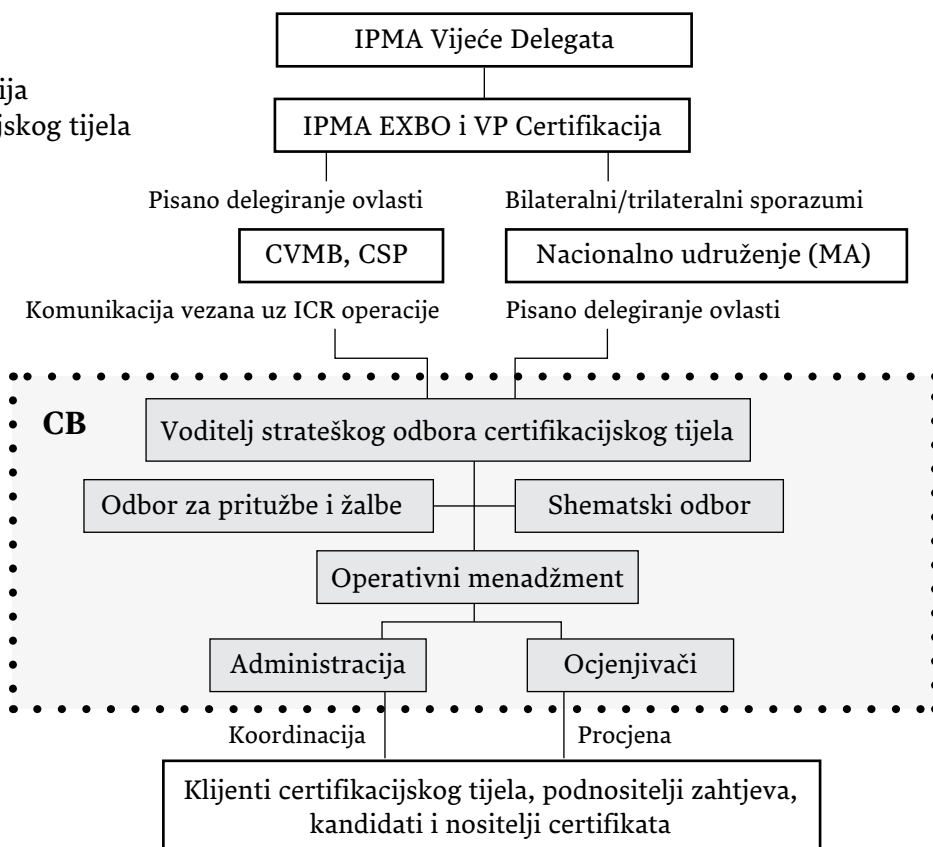 IPMA Vijeće Delegata
IPMA EXBO i VP Certifikacija
Pisano delegiranje ovlasti
Bilateralni/trilateralni sporazumi
CVMB, CSP
Nacionalno udruženje (MA)
Komunikacija vezana uz ICR operacije
Pisano delegiranje ovlasti
CB
Voditelj strateškog odbora certifikacijskog tijela
Odbor za pritužbe i žalbe
Shematski odbor
Operativni menadžment
Administracija
Ocjenjivači
Koordinacija
Procjena
Klijenti certifikacijskog tijela, podnositelji zahtjeva,
kandidati i nositelji certifikata
tijela